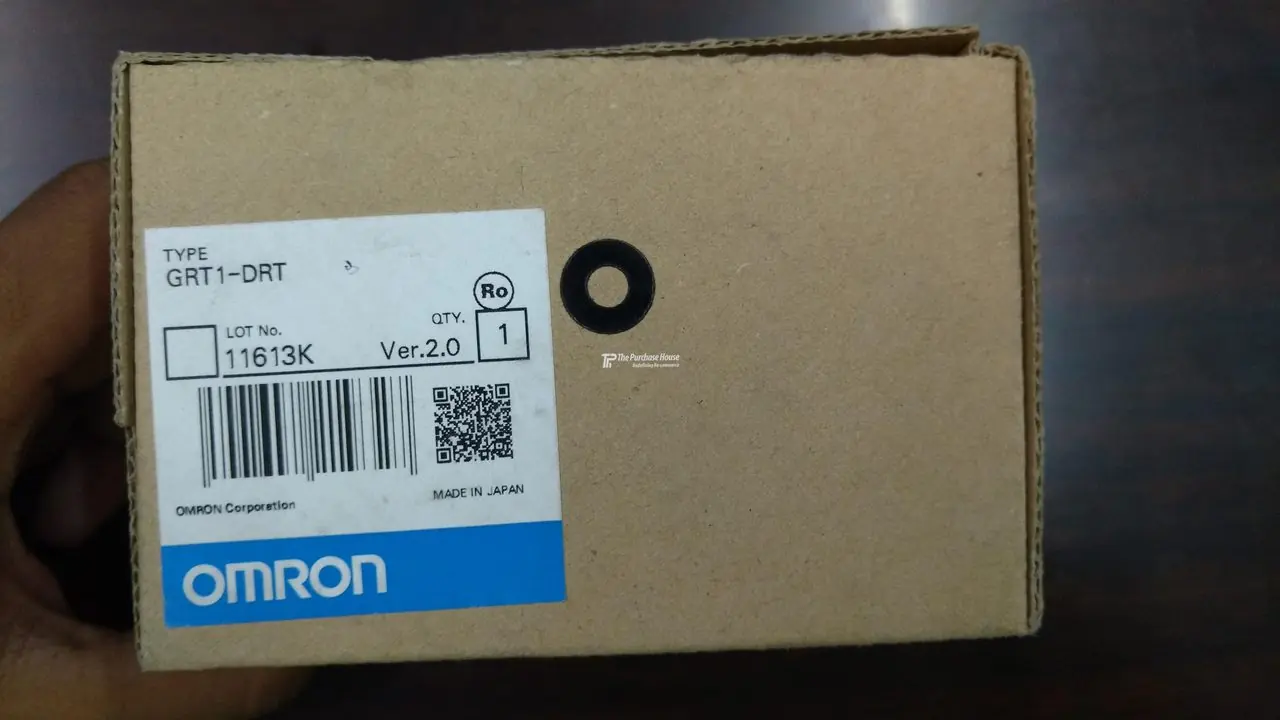 TYPE
GRT1-DRT
Ro
LOT No.
QTY.
11613K
Ver.2.0
1
MADE IN JAPAN
OMRON Corporation
OMRON
TP The Purchase House